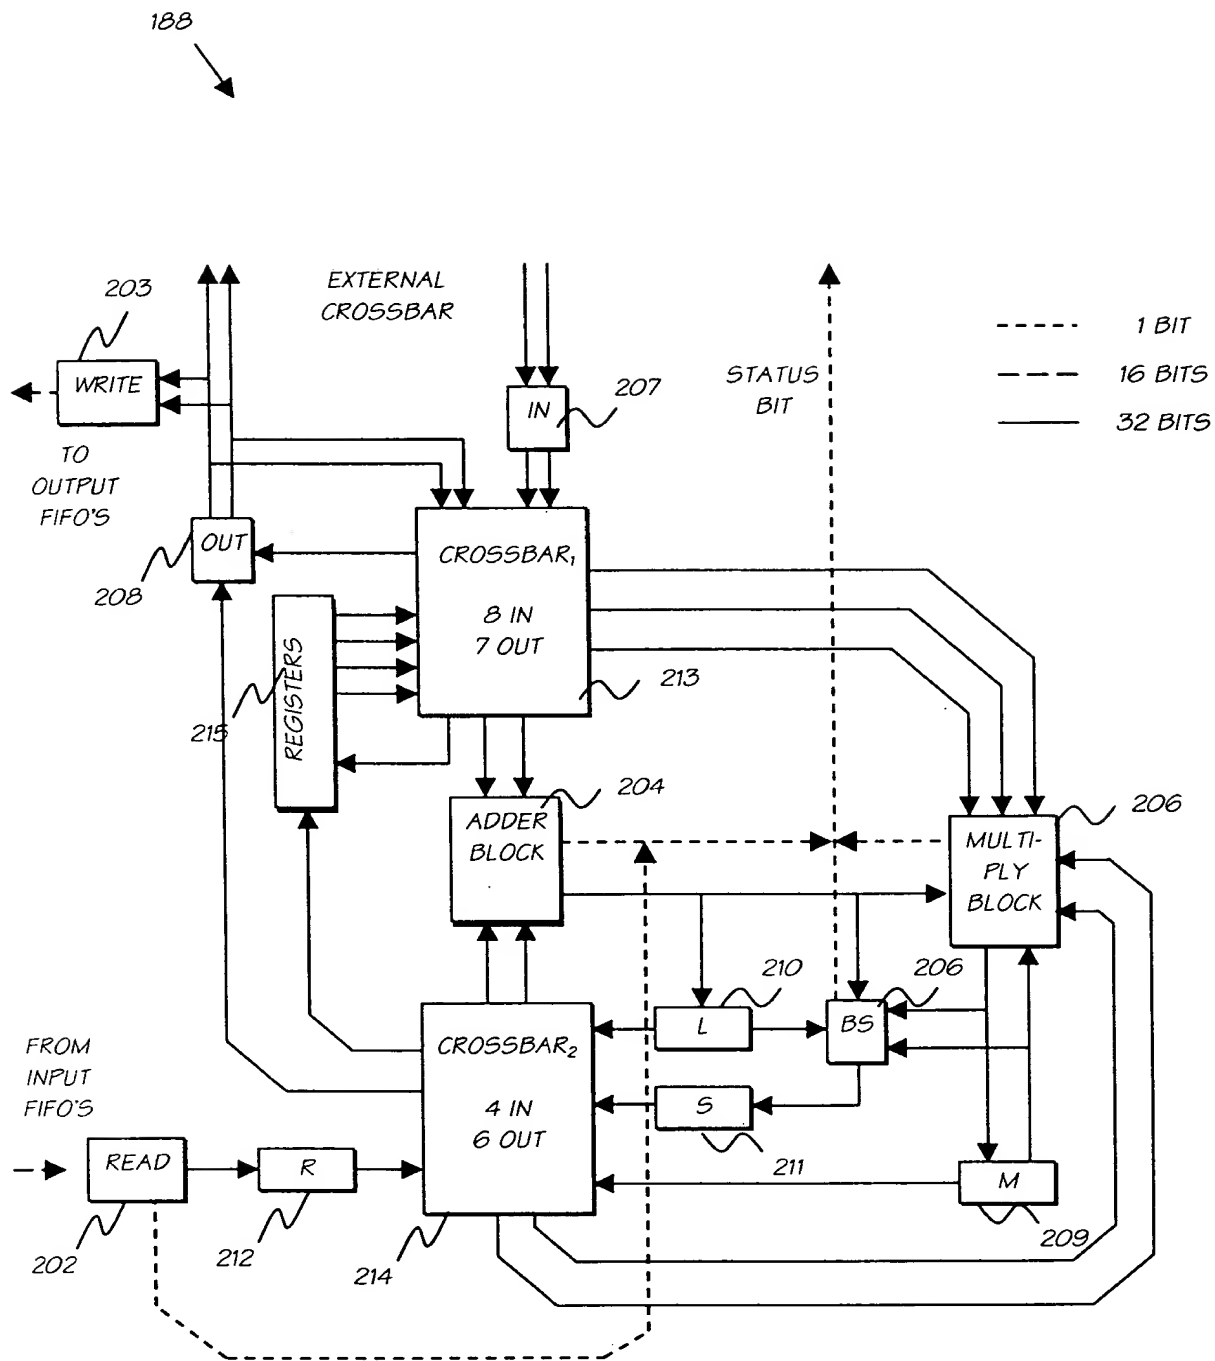 188
203
EXTERNAL
CROSSBAR
1 BIT
WRITE
STATUS
BIT
16 BITS
IN
207
32 BITS
TO
OUTPUT
FIFO'S
OUT
208
CROSSBAR₁
8 IN
7 OUT
213
REGISTERS
215
204
ADDER
BLOCK
206
MULTI-
PLY
BLOCK
210
206
L
BS
FROM
INPUT
FIFO'S
CROSSBAR₂
4 IN
6 OUT
S
211
READ
R
M
202
212
214
209